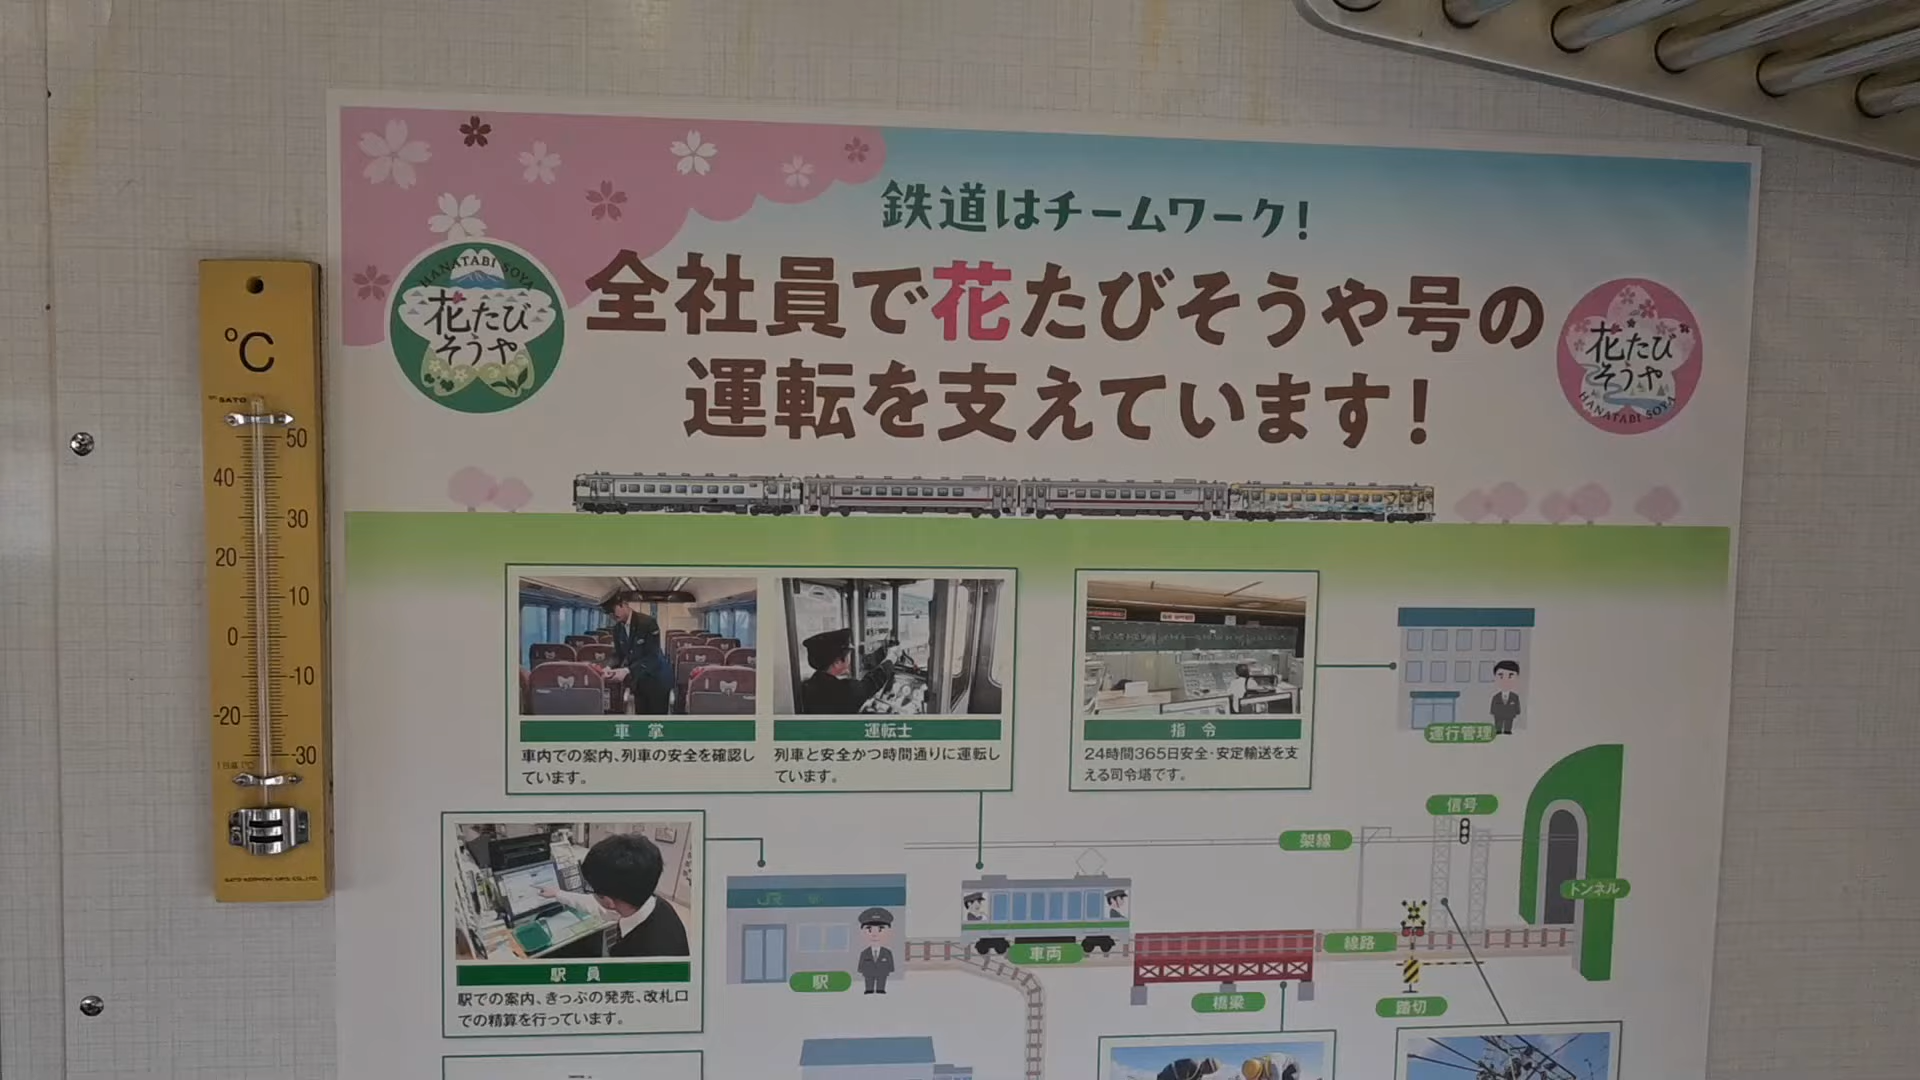 鉄道はチームワーク!
全社員で花たびそうや号の
運転を支えています!
HANATABI SOYA
花たび
そうや
花たび
そうや
HANATABI SOYA
℃
SATO
50
40
30
20
10
0
-10
-20
-30
車掌
車内での案内、列車の安全を確認し
ています。
運転士
列車と安全かつ時間通りに運転し
ています。
指令
24時間365日安全・安定輸送を支
える司令塔です。
運行管理
信号
架線
トンネル
駅員
駅での案内、きっぷの発売、改札口
での精算を行っています。
JR
駅
車両
線路
橋梁
踏切